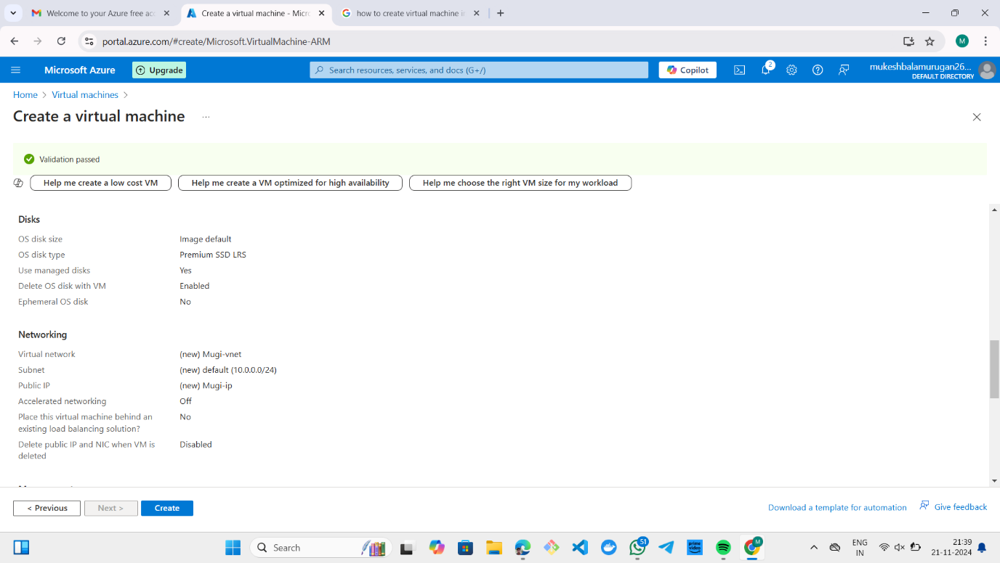 Welcome to your Azure free ac
Create a virtual machine - Micro
how to create virtual machine i
portal.azure.com/#create/Microsoft.VirtualMachine-ARM
M
Microsoft Azure
Upgrade
Search resources, services, and docs (G+/)
Copilot
2
mukeshbalamurugan26...
DEFAULT DIRECTORY
Home > Virtual machines >
Create a virtual machine ...
Validation passed
Help me create a low cost VM
Help me create a VM optimized for high availability
Help me choose the right VM size for my workload
Disks
OS disk size Image default
OS disk type Premium SSD LRS
Use managed disks Yes
Delete OS disk with VM Enabled
Ephemeral OS disk No
Networking
Virtual network (new) Mugi-vnet
Subnet (new) default (10.0.0.0/24)
Public IP (new) Mugi-ip
Accelerated networking Off
Place this virtual machine behind an No
existing load balancing solution?
Delete public IP and NIC when VM is Disabled
deleted
< Previous
Next >
Create
Download a template for automation
Give feedback
Search
51
prime video
M
ENG
IN
21:39
21-11-2024